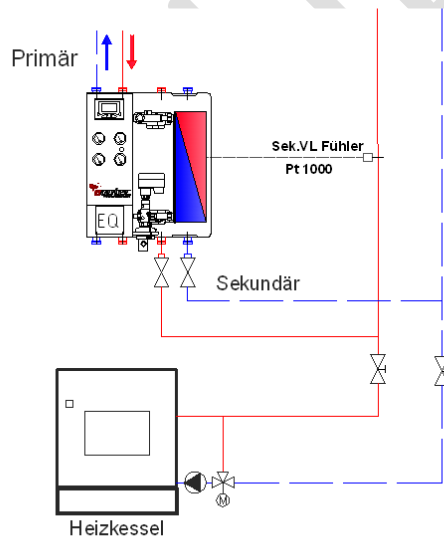 Primär
Sek.VL Fühler
Pt 1000
EQ
Sekundär
M
Heizkessel